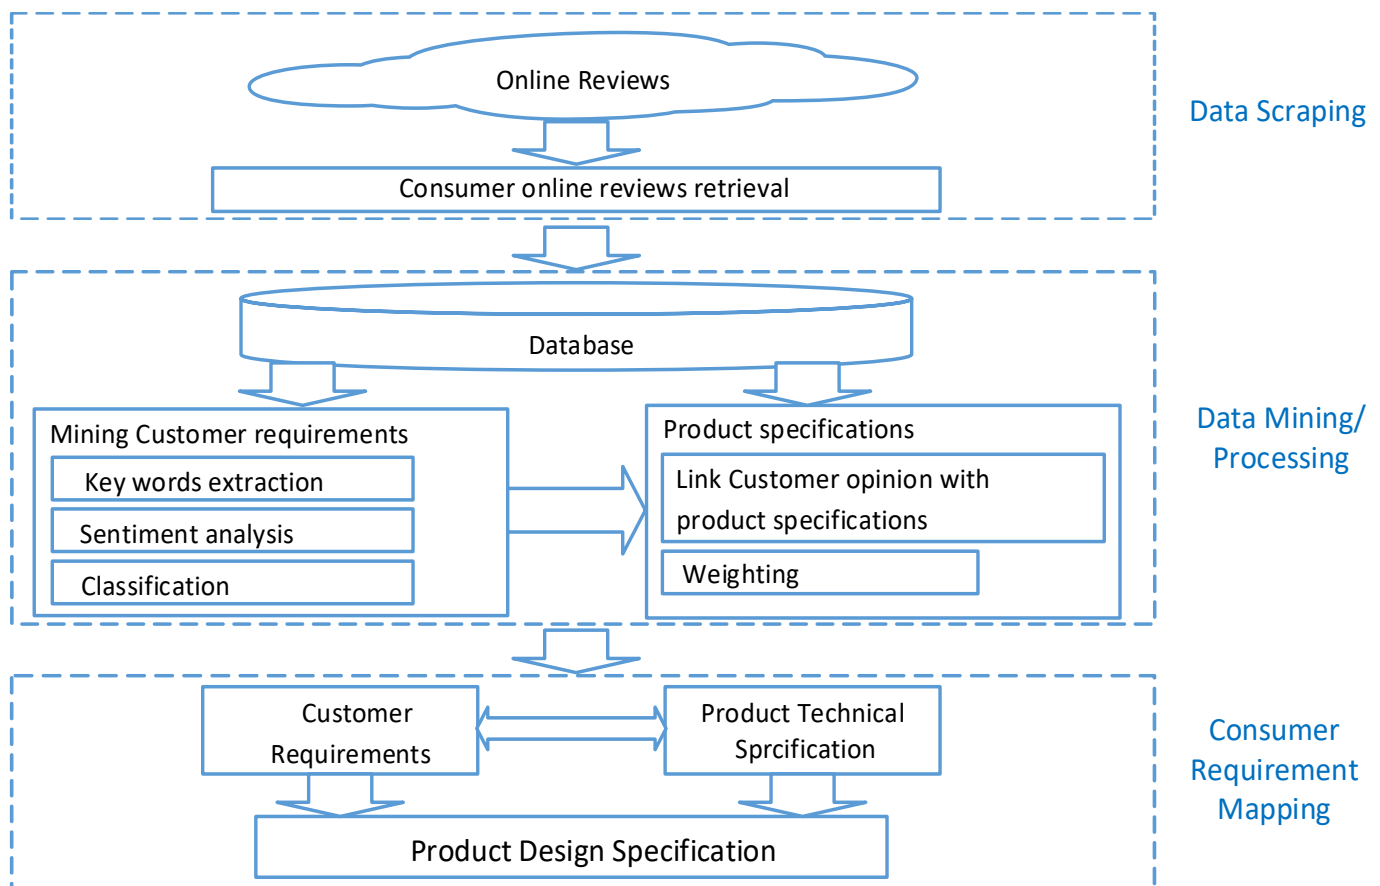 Online Reviews
Data Scraping
Consumer online reviews retrieval
Database
Mining Customer requirements
Key words extraction
Sentiment analysis
Classification
Product specifications
Link Customer opinion with
product specifications
Weighting
Data Mining/
Processing
Customer
Requirements
Product Technical
Sprcification
Consumer
Requirement
Mapping
Product Design Specification